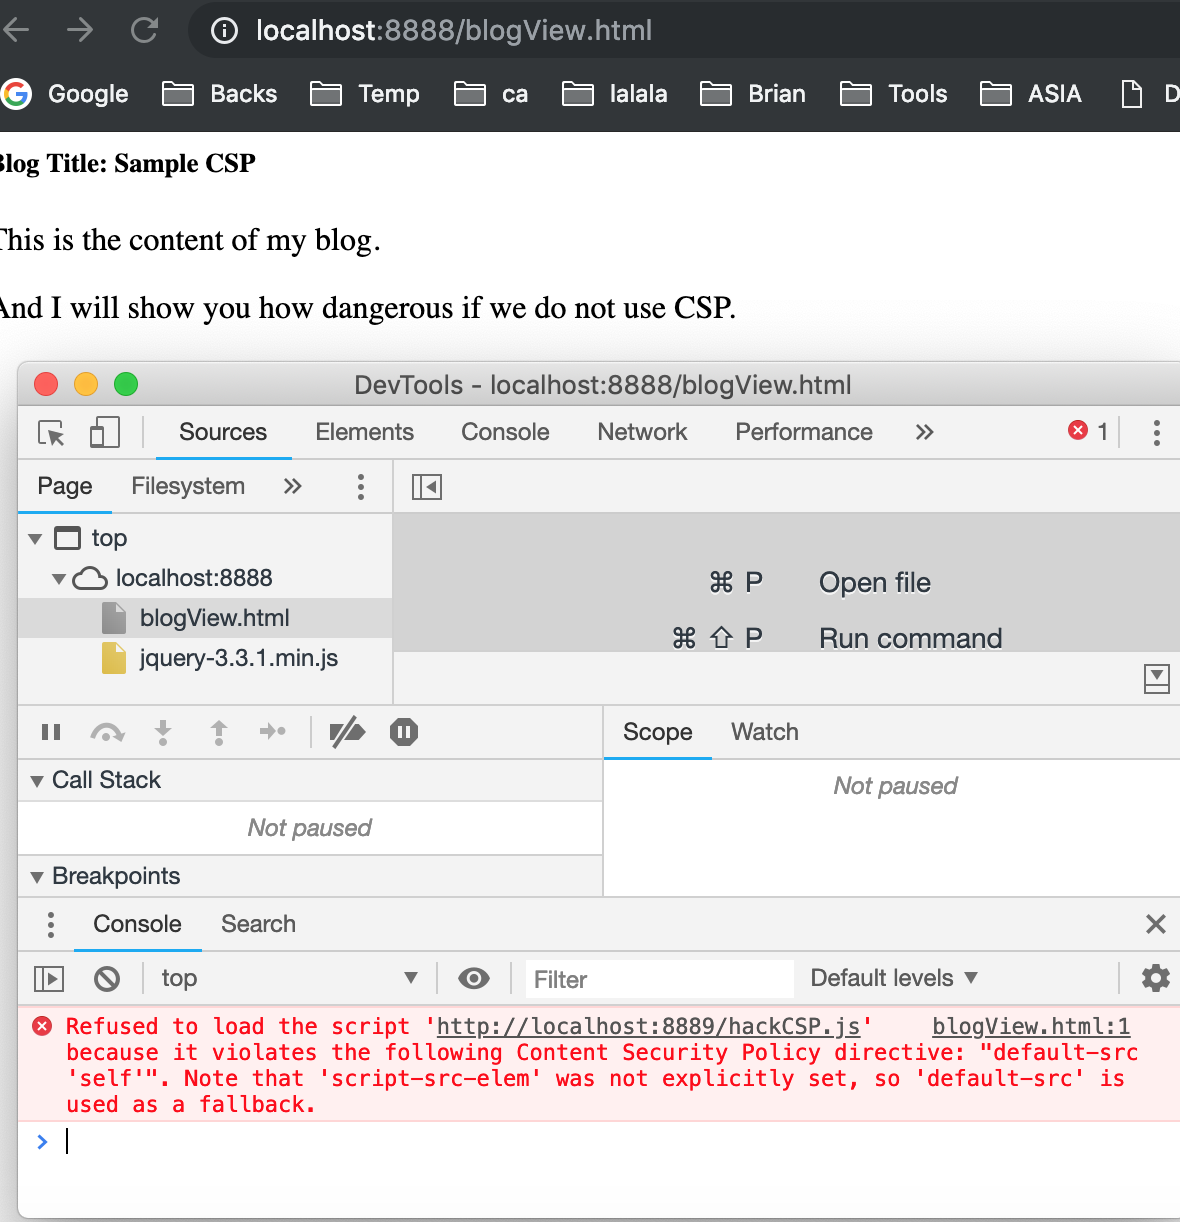 localhost:8888/blogView.html
Google Backs Temp ca lalala Brian Tools ASIA D
Blog Title: Sample CSP
This is the content of my blog.
And I will show you how dangerous if we do not use CSP.
DevTools - localhost:8888/blogView.html
Sources Elements Console Network Performance » 1
Page Filesystem »
top
localhost:8888
blogView.html
jquery-3.3.1.min.js
⌘ P Open file
⌘ ⇧ P Run command
Scope Watch
Call Stack
Not paused
Not paused
Breakpoints
Console Search
top Filter Default levels
Refused to load the script 'http://localhost:8889/hackCSP.js' blogView.html:1
because it violates the following Content Security Policy directive: "default-src
'self'". Note that 'script-src-elem' was not explicitly set, so 'default-src' is
used as a fallback.